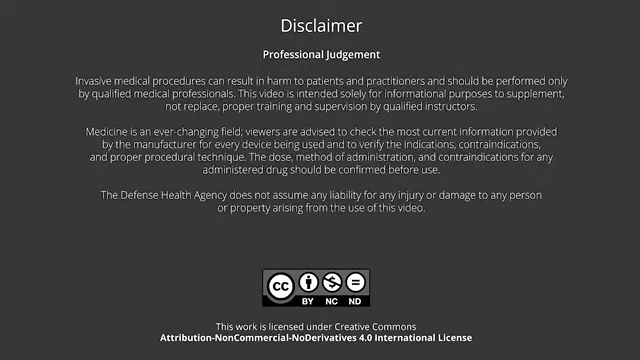 Disclaimer
Professional Judgement
Invasive medical procedures can result in harm to patients and practitioners and should be performed only
by qualified medical professionals. This video is intended solely for informational purposes to supplement,
not replace, proper training and supervision by qualified instructors.
Medicine is an ever-changing field; viewers are advised to check the most current information provided
by the manufacturer for every device being used and to verify the indications, contraindications,
and proper procedural technique. The dose, method of administration, and contraindications for any
administered drug should be confirmed before use.
The Defense Health Agency does not assume any liability for any injury or damage to any person
or property arising from the use of this video.
cc
BY NC ND
This work is licensed under Creative Commons
Attribution-NonCommercial-NoDerivatives 4.0 International License